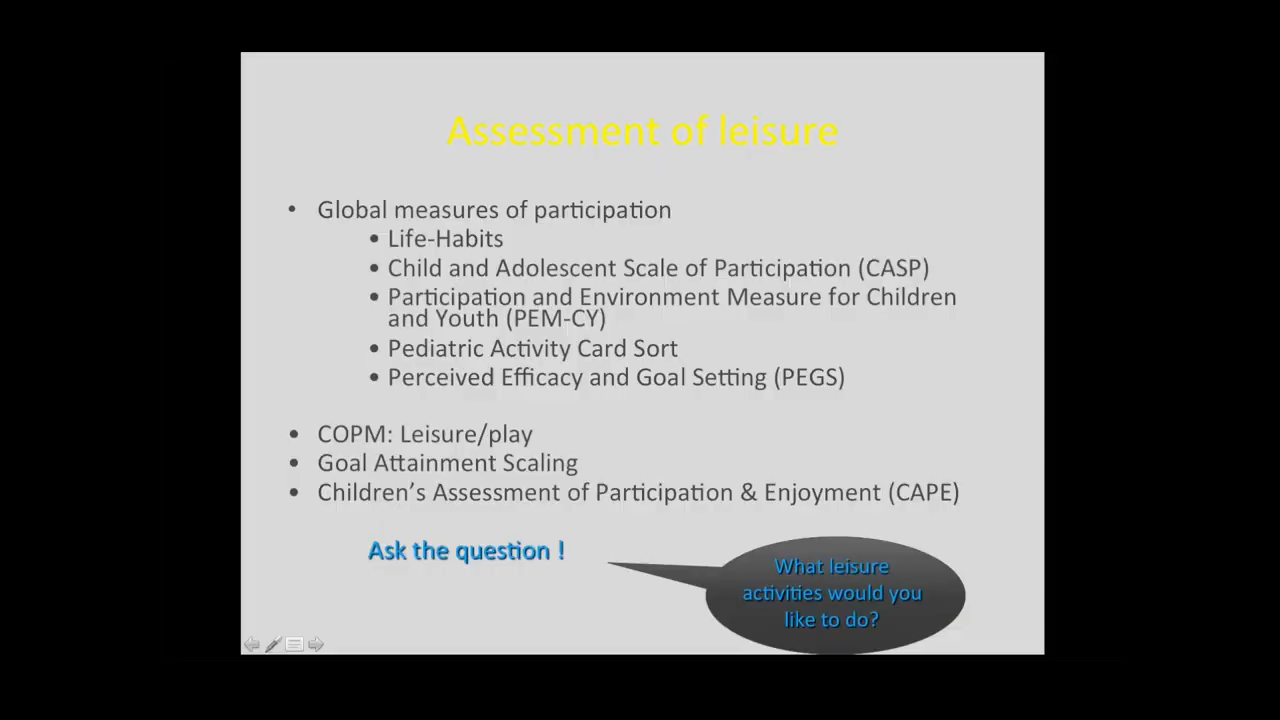 Assessment of leisure
• Global measures of participation
• Life-Habits
• Child and Adolescent Scale of Participation (CASP)
• Participation and Environment Measure for Children
and Youth (PEM-CY)
• Pediatric Activity Card Sort
• Perceived Efficacy and Goal Setting (PEGS)
• COPM: Leisure/play
• Goal Attainment Scaling
• Children’s Assessment of Participation & Enjoyment (CAPE)
Ask the question !
What leisure
activities would you
like to do?